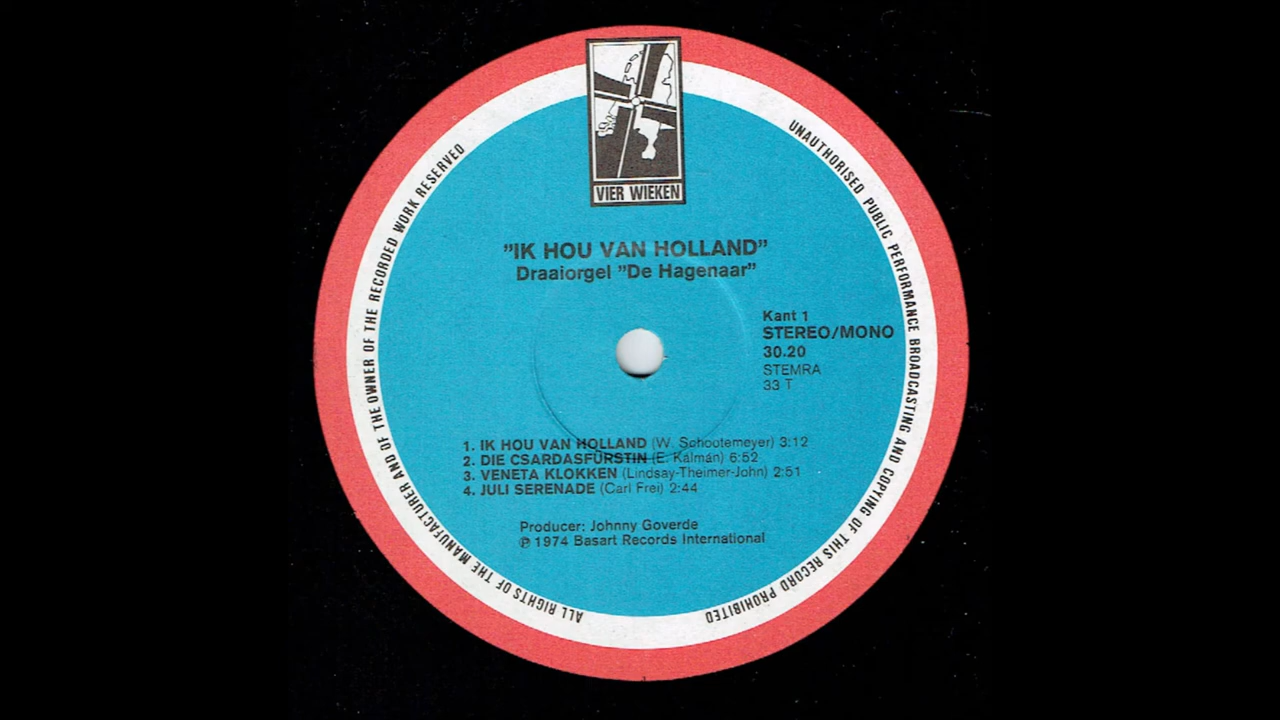 VIER WIEKEN
"IK HOU VAN HOLLAND"
Draaiorgel "De Hagenaar"
Kant 1
STEREO/MONO
30.20
STEMRA
33 T
1. IK HOU VAN HOLLAND (W. Schootemeyer) 3:12
2. DIE CSARDASFÜRSTIN (E. Kalman) 6:52
3. VENETA KLOKKEN (Lindsay-Theimer-John) 2:51
4. JULI SERENADE (Carl Frei) 2:44
Producer: Johnny Goverde
℗ 1974 Basart Records International
ALL RIGHTS OF THE MANUFACTURER AND OF THE OWNER OF THE RECORDED WORK RESERVED
UNAUTHORISED PUBLIC PERFORMANCE BROADCASTING AND COPYING OF THIS RECORD PROHIBITED